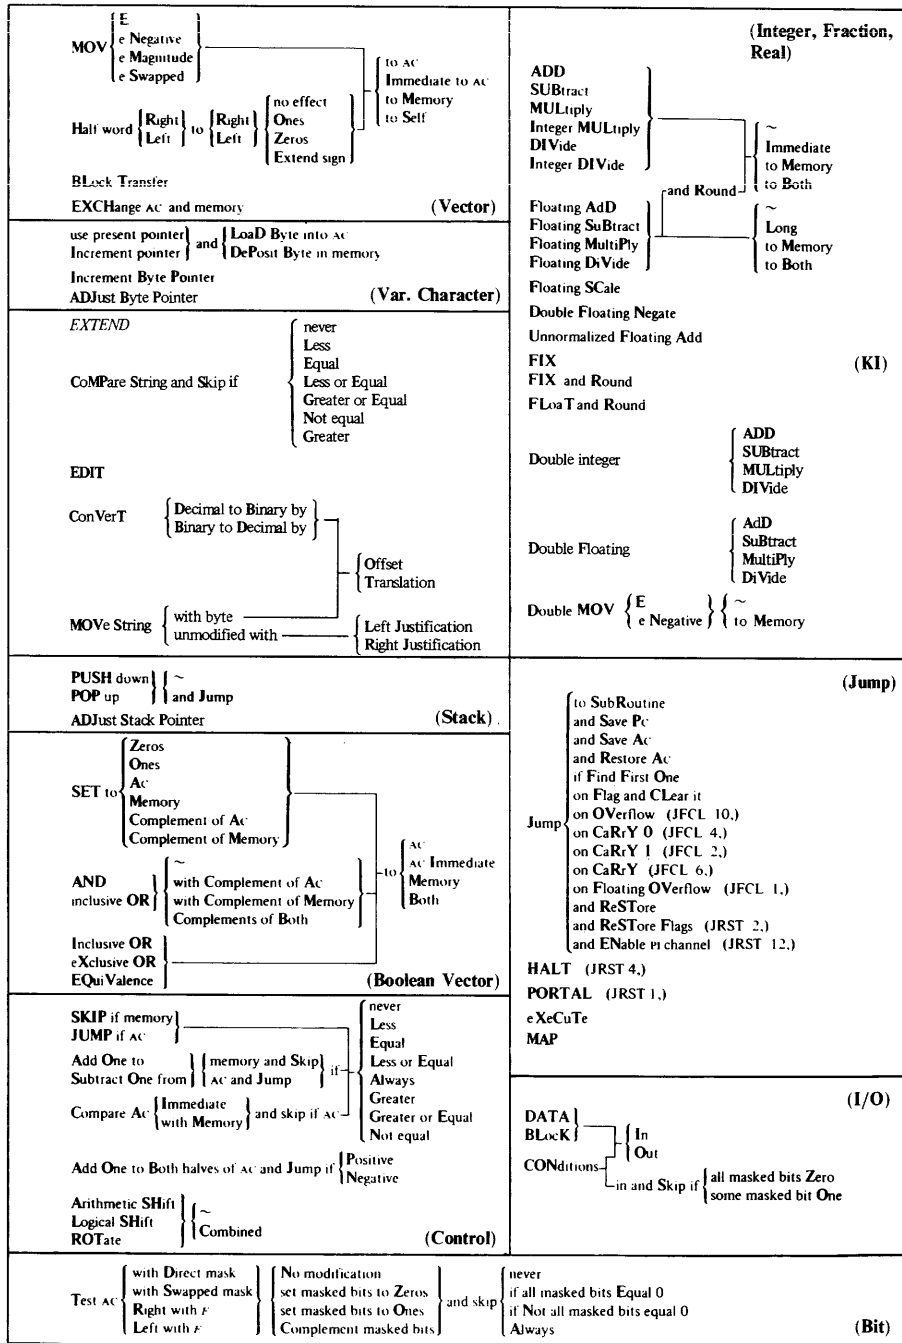 MOV
E
e Negative
e Magnitude
e Swapped
Half word
Right
Left
to
Right
Left
no effect
Ones
Zeros
Extend sign
to AC
Immediate to AC
to Memory
to Self
BLock Transfer
EXCHange AC and memory
(Vector)
use present pointer
Increment pointer
and
LoaD Byte into AC
DePosit Byte in memory
Increment Byte Pointer
ADJust Byte Pointer
(Var. Character)
EXTEND
CoMPare String and Skip if
never
Less
Equal
Less or Equal
Greater or Equal
Not equal
Greater
EDIT
ConVerT
Decimal to Binary by
Binary to Decimal by
Offset
Translation
MOVe String
with byte
unmodified with
Left Justification
Right Justification
PUSH down
POP up
~
and Jump
ADJust Stack Pointer
(Stack)
SET to
Zeros
Ones
Ac
Memory
Complement of Ac
Complement of Memory
AND
inclusive OR
~
with Complement of Ac
with Complement of Memory
Complements of Both
Inclusive OR
eXclusive OR
EQuiValence
to
AC
AC Immediate
Memory
Both
(Boolean Vector)
SKIP if memory
JUMP if AC
Add One to
Subtract One from
memory and Skip
AC and Jump
if
Compare Ac
Immediate
with Memory
and skip if AC
never
Less
Equal
Less or Equal
Always
Greater
Greater or Equal
Not equal
Add One to Both halves of AC and Jump if
Positive
Negative
Arithmetic SHift
Logical SHift
ROTate
~
Combined
(Control)
(Integer, Fraction,
Real)
ADD
SUBtract
MULtiply
Integer MULtiply
DIVide
Integer DIVide
~
Immediate
to Memory
to Both
and Round
Floating AdD
Floating SuBtract
Floating MultiPly
Floating DiVide
~
Long
to Memory
to Both
Floating SCale
Double Floating Negate
Unnormalized Floating Add
FIX
FIX and Round
FLoaT and Round
(KI)
Double integer
ADD
SUBtract
MULtiply
DIVide
Double Floating
AdD
SuBtract
MultiPly
DiVide
Double MOV
E
e Negative
~
to Memory
(Jump)
Jump
to SubRoutine
and Save Pc
and Save Ac
and Restore Ac
if Find First One
on Flag and CLear it
on OVerflow (JFCL 10,)
on CaRrY 0 (JFCL 4,)
on CaRrY 1 (JFCL 2,)
on CaRrY (JFCL 6,)
on Floating OVerflow (JFCL 1,)
and ReSTore
and ReSTore Flags (JRST 2,)
and ENable PI channel (JRST 12,)
HALT (JRST 4,)
PORTAL (JRST 1,)
eXeCuTe
MAP
(I/O)
DATA
BLocK
In
Out
CONditions
in and Skip if
all masked bits Zero
some masked bit One
Test AC
with Direct mask
with Swapped mask
Right with E
Left with E
No modification
set masked bits to Zeros
set masked bits to Ones
Complement masked bits
and skip
never
if all masked bits Equal 0
if Not all masked bits equal 0
Always
(Bit)